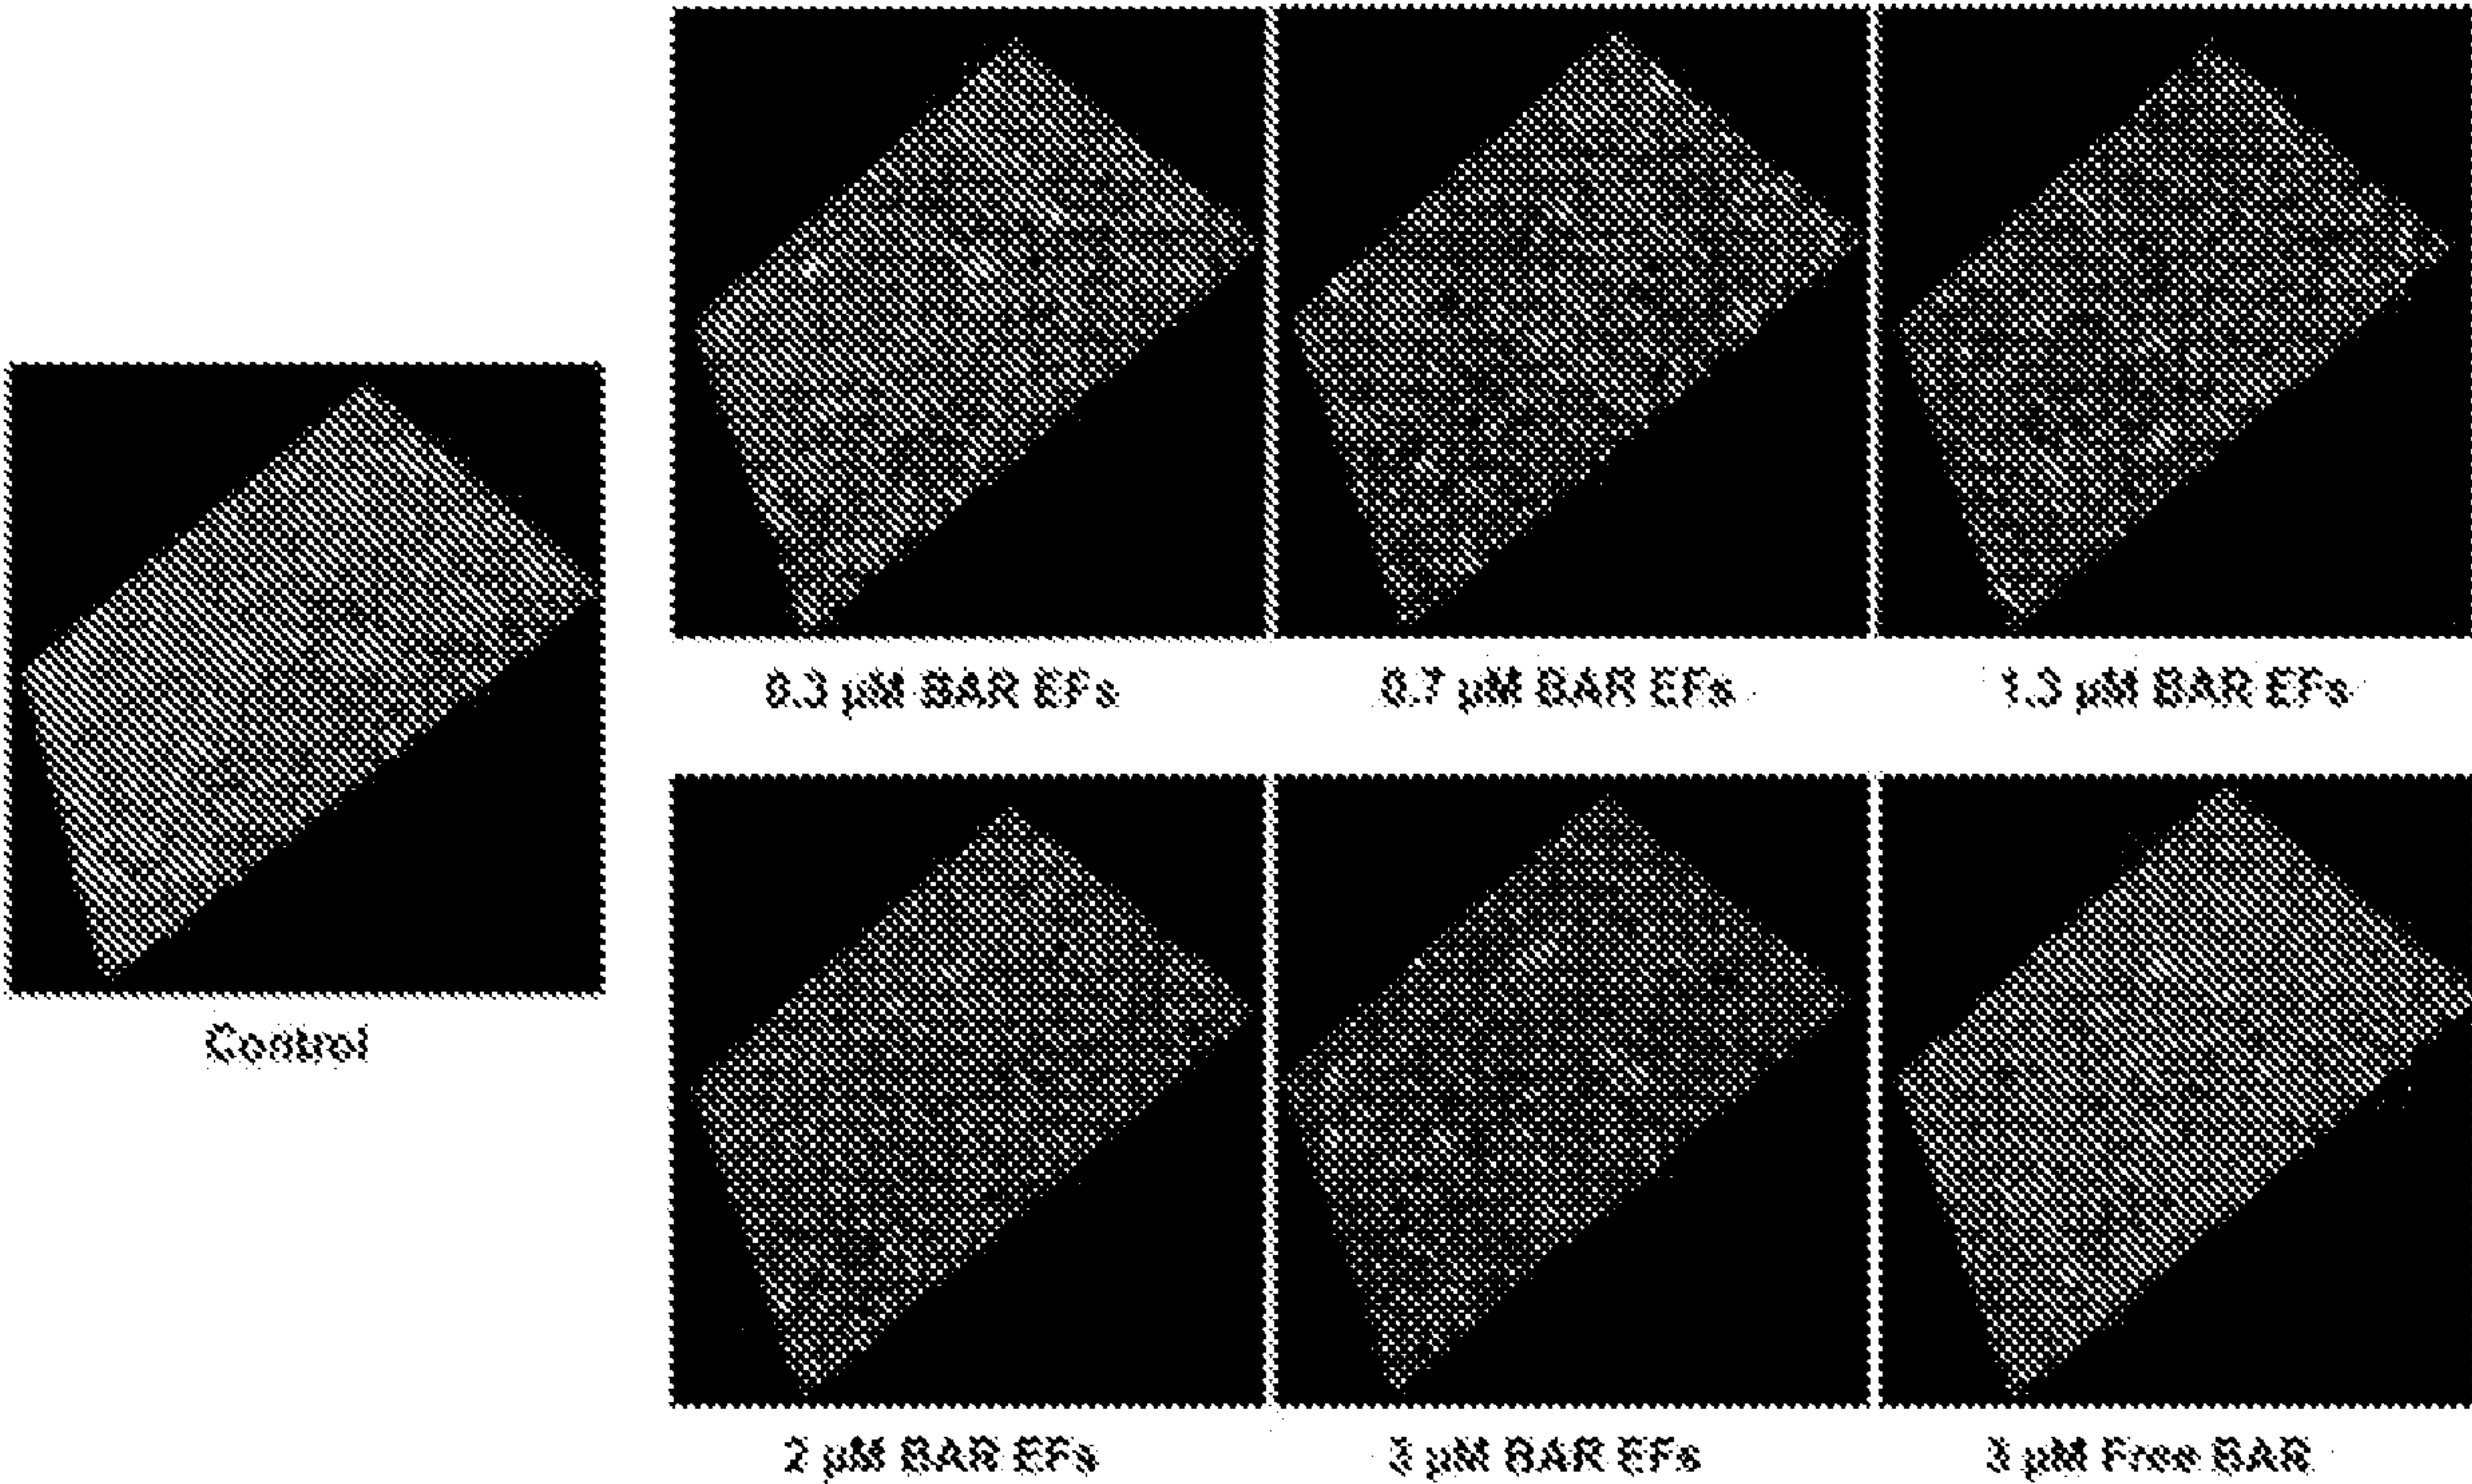 0.3 µM BAR EFs
0.7 µM BAR EFs
1.3 µM BAR EFs
Control
2 µM BAR EFs
3 µM BAR EFs
3 µM Free BAR